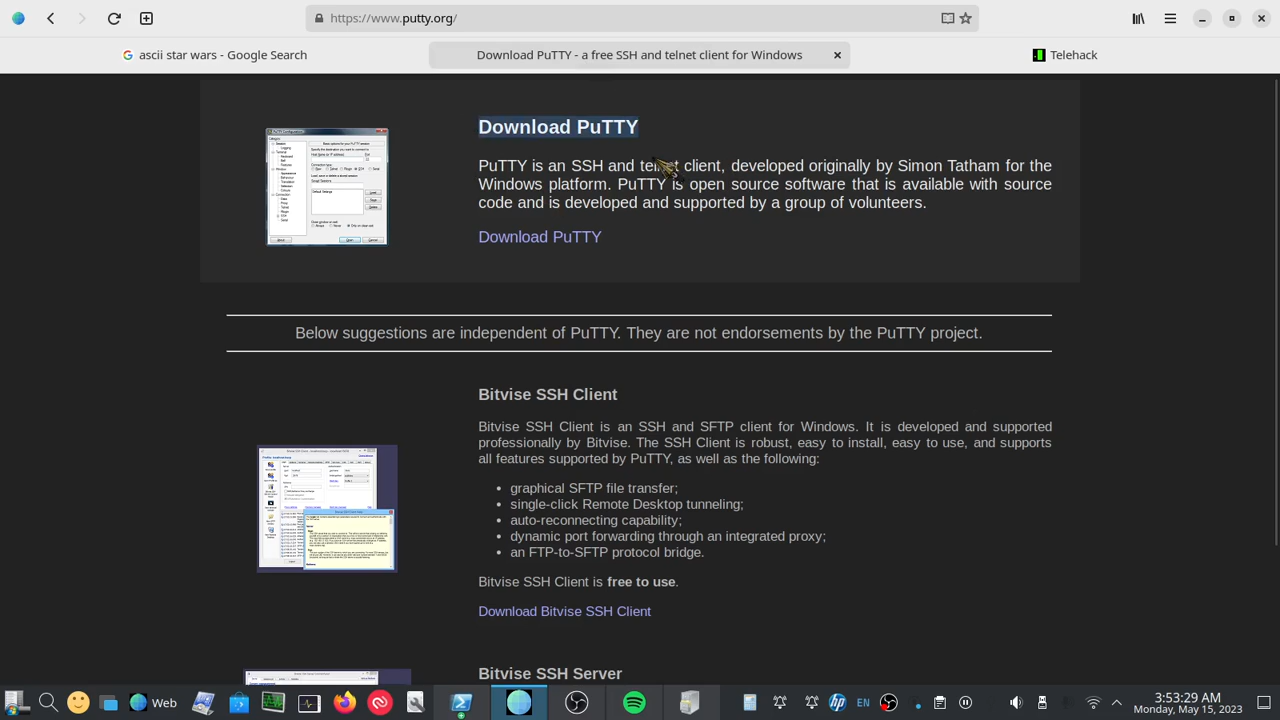 https://www.putty.org/
ascii star wars - Google Search
Download PuTTY - a free SSH and telnet client for Windows
Telehack
Download PuTTY
PuTTY is an SSH and telnet client, developed originally by Simon Tatham for the
Windows platform. PuTTY is open source software that is available with source
code and is developed and supported by a group of volunteers.
Download PuTTY
Below suggestions are independent of PuTTY. They are not endorsements by the PuTTY project.
Bitvise SSH Client
Bitvise SSH Client is an SSH and SFTP client for Windows. It is developed and supported
professionally by Bitvise. The SSH Client is robust, easy to install, easy to use, and supports
all features supported by PuTTY, as well as the following:
graphical SFTP file transfer;
single-click Remote Desktop tunneling;
auto-reconnecting capability;
dynamic port forwarding through an integrated proxy;
an FTP-to-SFTP protocol bridge.
Bitvise SSH Client is free to use.
Download Bitvise SSH Client
Bitvise SSH Server
Web
EN
3:53:29 AM
Monday, May 15, 2023